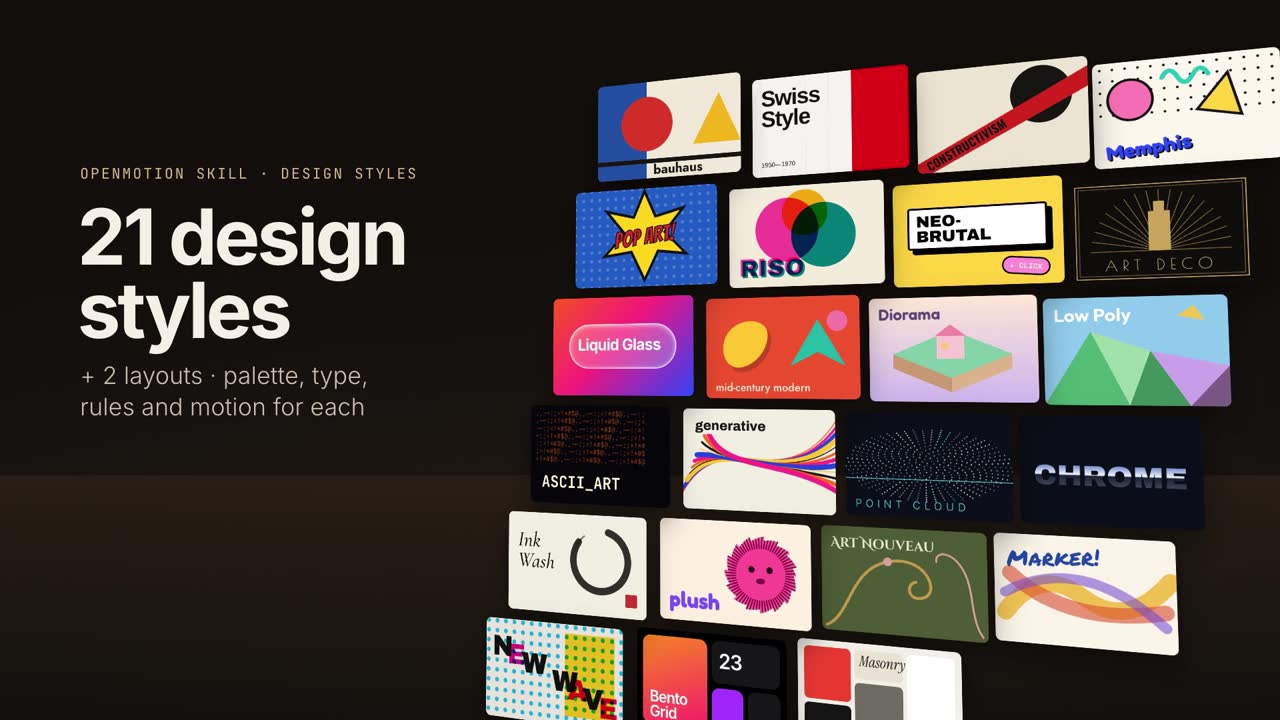 OPENMOTION SKILL · DESIGN STYLES
21 design
styles
+ 2 layouts · palette, type,
rules and motion for each
bauhaus
Swiss
Style
1950—1970
CONSTRUCTIVISM
Memphis
POP ART!
RISO
NEO-
BRUTAL
+ CLICK
ART DECO
Liquid Glass
mid-century modern
Diorama
Low Poly
ASCII_ART
generative
POINT CLOUD
CHROME
Ink
Wash
plush
ART NOUVEAU
MARKER!
NEW
WAVE
Bento
Grid
23
Masonry